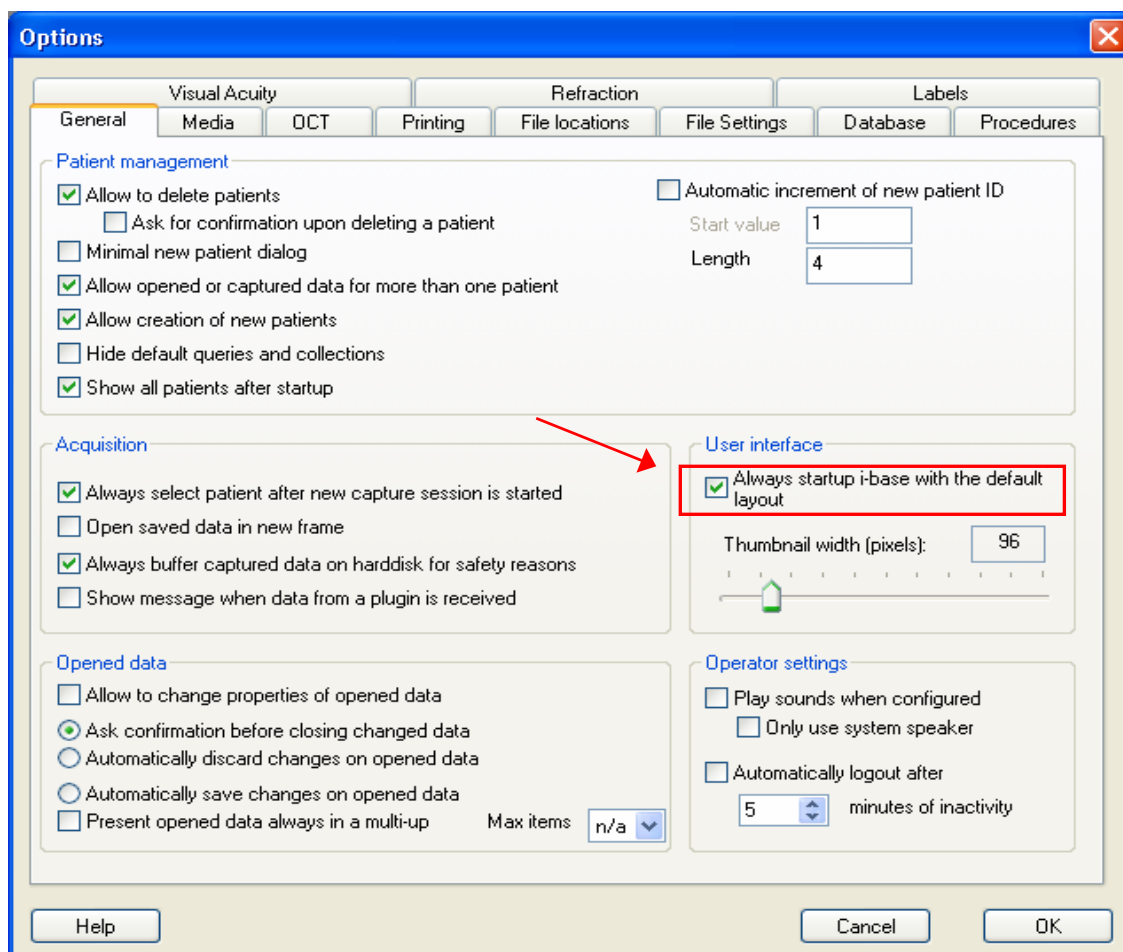 Options
Visual Acuity
Refraction
Labels
General
Media
OCT
Printing
File locations
File Settings
Database
Procedures
Patient management
Allow to delete patients
Ask for confirmation upon deleting a patient
Minimal new patient dialog
Allow opened or captured data for more than one patient
Allow creation of new patients
Hide default queries and collections
Show all patients after startup
Automatic increment of new patient ID
Start value
1
Length
4
Acquisition
Always select patient after new capture session is started
Open saved data in new frame
Always buffer captured data on harddisk for safety reasons
Show message when data from a plugin is received
User interface
Always startup i-base with the default
layout
Thumbnail width (pixels):
96
Opened data
Allow to change properties of opened data
Ask confirmation before closing changed data
Automatically discard changes on opened data
Automatically save changes on opened data
Present opened data always in a multi-up
Max items
n/a
Operator settings
Play sounds when configured
Only use system speaker
Automatically logout after
5
minutes of inactivity
Help
Cancel
OK